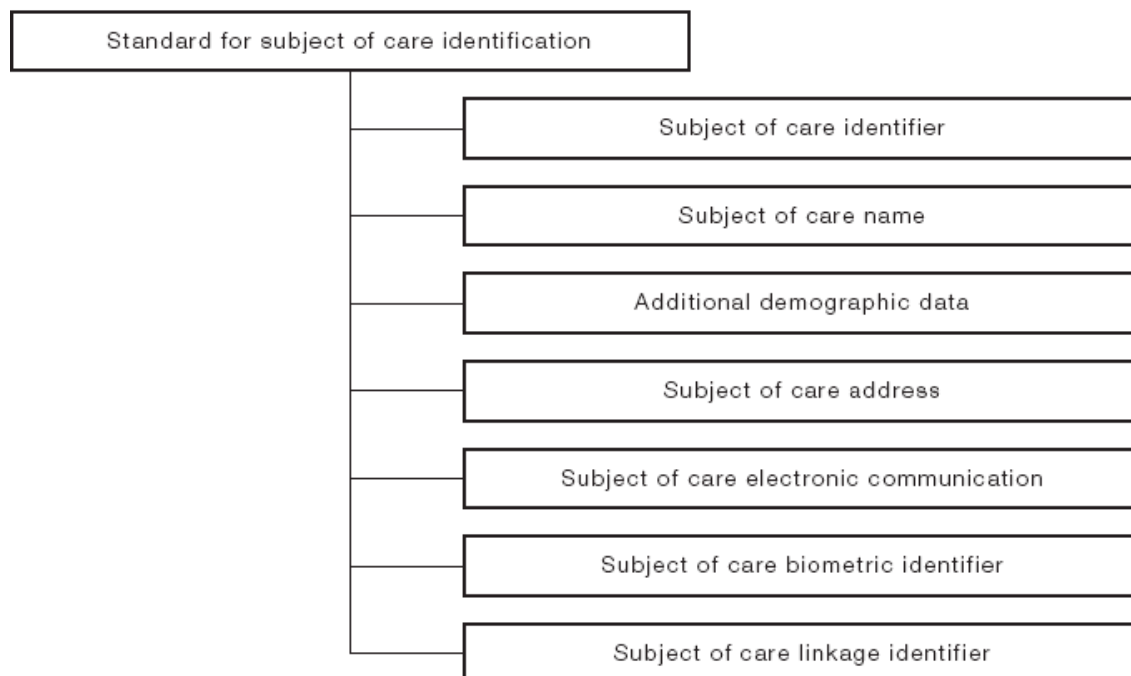 Standard for subject of care identification
Subject of care identifier
Subject of care name
Additional demographic data
Subject of care address
Subject of care electronic communication
Subject of care biometric identifier
Subject of care linkage identifier